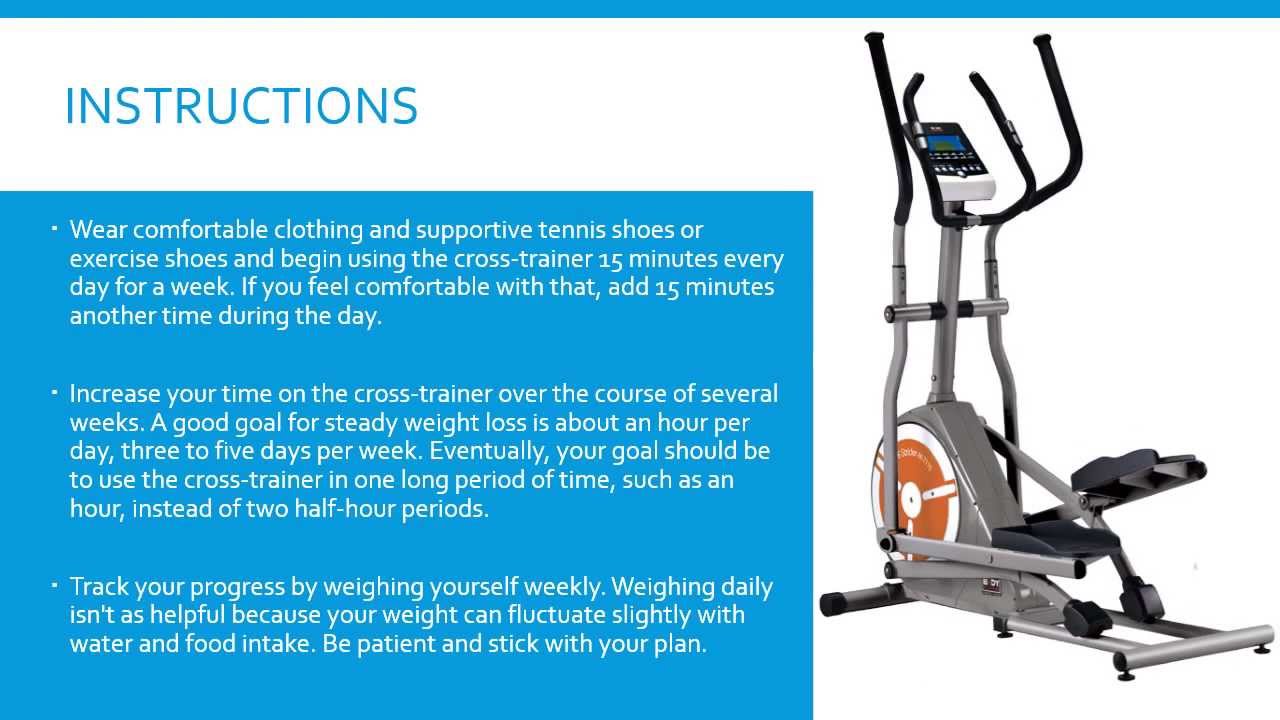 INSTRUCTIONS
Wear comfortable clothing and supportive tennis shoes or
exercise shoes and begin using the cross-trainer 15 minutes every
day for a week. If you feel comfortable with that, add 15 minutes
another time during the day.
Increase your time on the cross-trainer over the course of several
weeks. A good goal for steady weight loss is about an hour per
day, three to five days per week. Eventually, your goal should be
to use the cross-trainer in one long period of time, such as an
hour, instead of two half-hour periods.
Track your progress by weighing yourself weekly. Weighing daily
isn't as helpful because your weight can fluctuate slightly with
water and food intake. Be patient and stick with your plan.